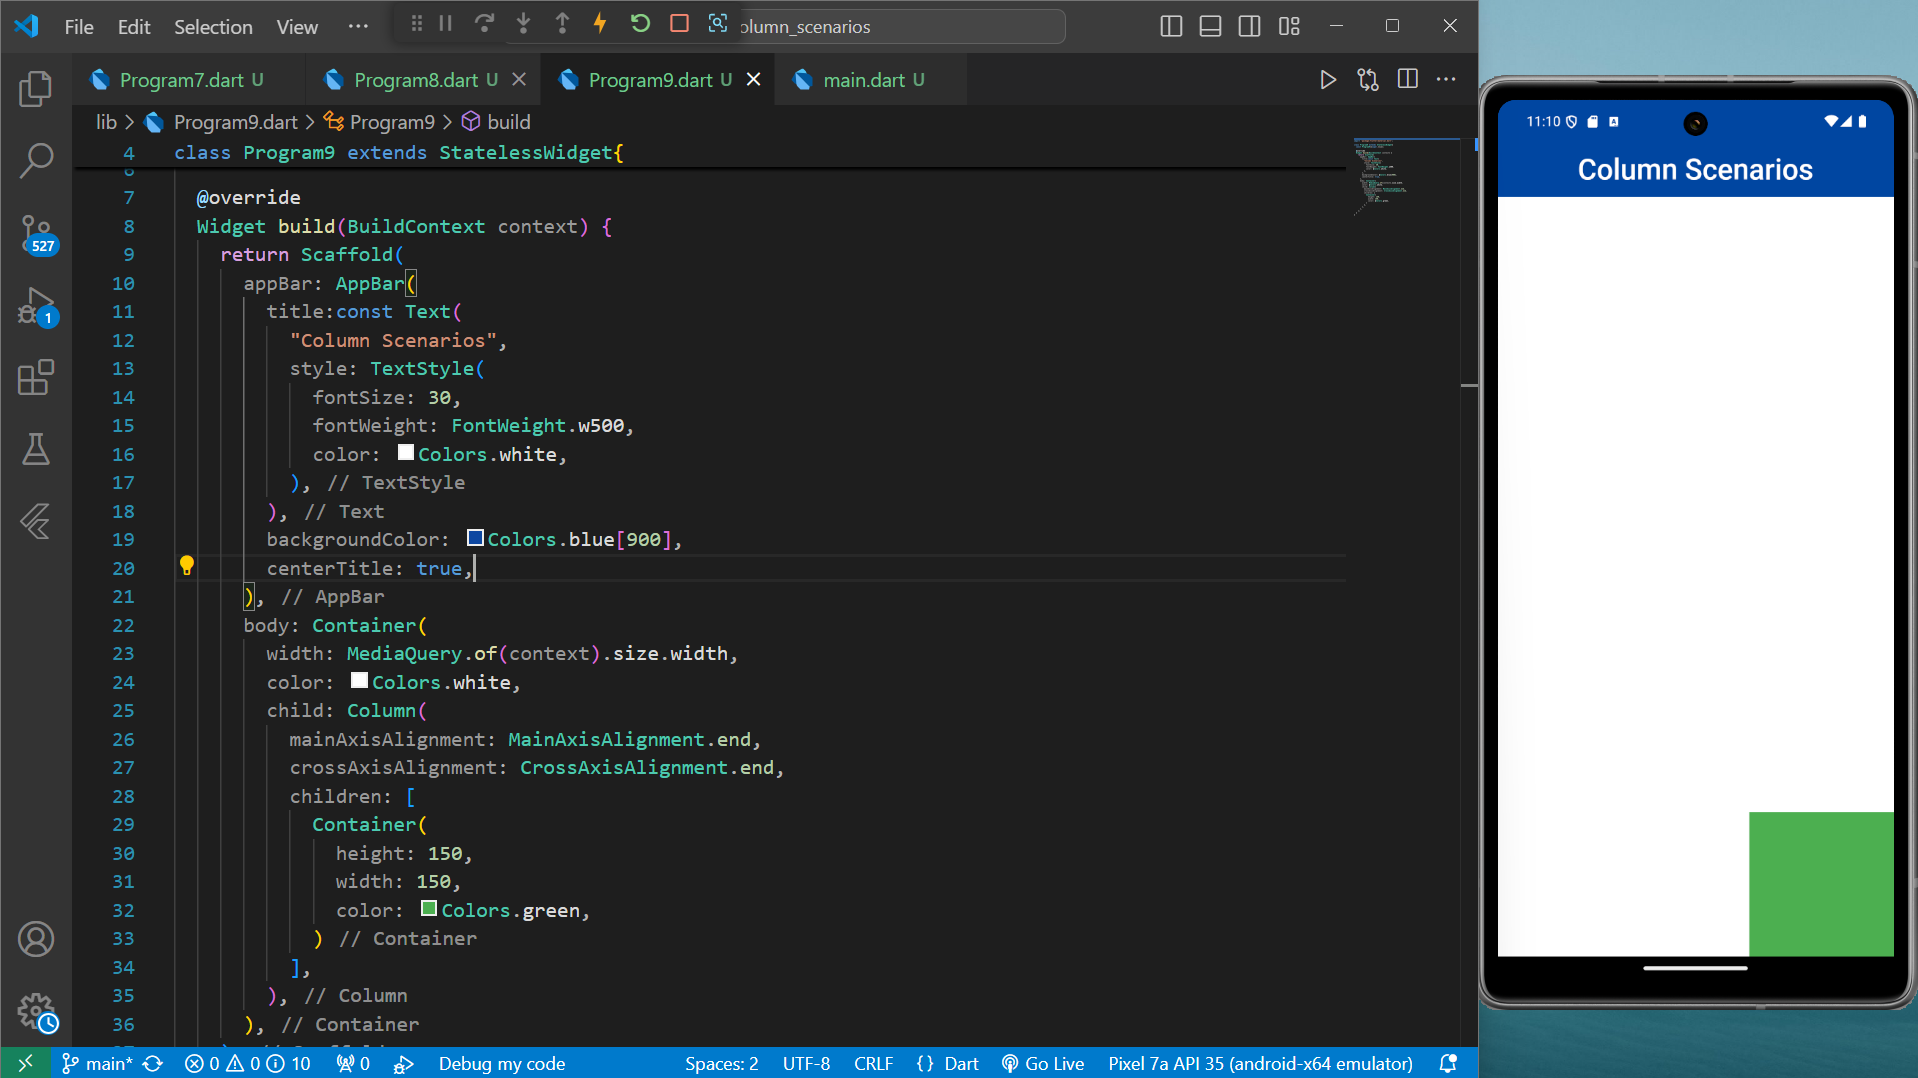 File Edit Selection View ··· olumn_scenarios
Program7.dart U Program8.dart U Program9.dart U main.dart U
lib > Program9.dart > Program9 > build
4 class Program9 extends StatelessWidget{
7 @override
8 Widget build(BuildContext context) {
9 return Scaffold(
10 appBar: AppBar(
11 title:const Text(
12 "Column Scenarios",
13 style: TextStyle(
14 fontSize: 30,
15 fontWeight: FontWeight.w500,
16 color: Colors.white,
17 ), // TextStyle
18 ), // Text
19 backgroundColor: Colors.blue[900],
20 centerTitle: true,
21 ), // AppBar
22 body: Container(
23 width: MediaQuery.of(context).size.width,
24 color: Colors.white,
25 child: Column(
26 mainAxisAlignment: MainAxisAlignment.end,
27 crossAxisAlignment: CrossAxisAlignment.end,
28 children: [
29 Container(
30 height: 150,
31 width: 150,
32 color: Colors.green,
33 ) // Container
34 ],
35 ), // Column
36 ), // Container
527
1
main* 0 0 10 0 Debug my code Spaces: 2 UTF-8 CRLF {} Dart Go Live Pixel 7a API 35 (android-x64 emulator)
11:10
Column Scenarios